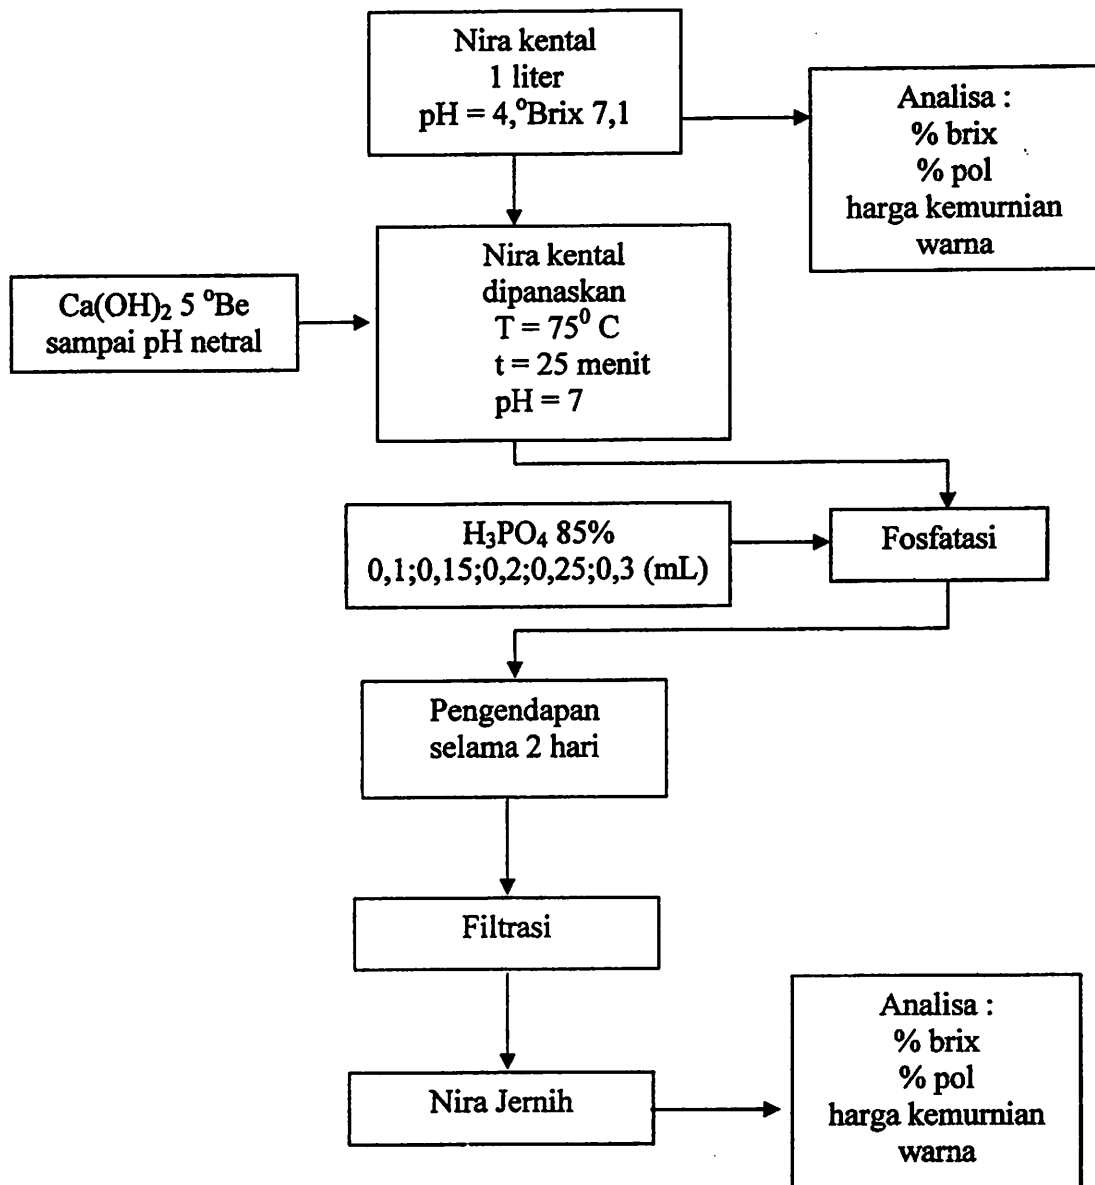 Nira kental
1 liter
pH = 4,°Brix 7,1
Analisa :
% brix
% pol
harga kemurnian
warna
Ca(OH)₂ 5 °Be
sampai pH netral
Nira kental
dipanaskan
T = 75⁰ C
t = 25 menit
pH = 7
H₃PO₄ 85%
0,1;0,15;0,2;0,25;0,3 (mL)
Fosfatasi
Pengendapan
selama 2 hari
Filtrasi
Nira Jernih
Analisa :
% brix
% pol
harga kemurnian
warna